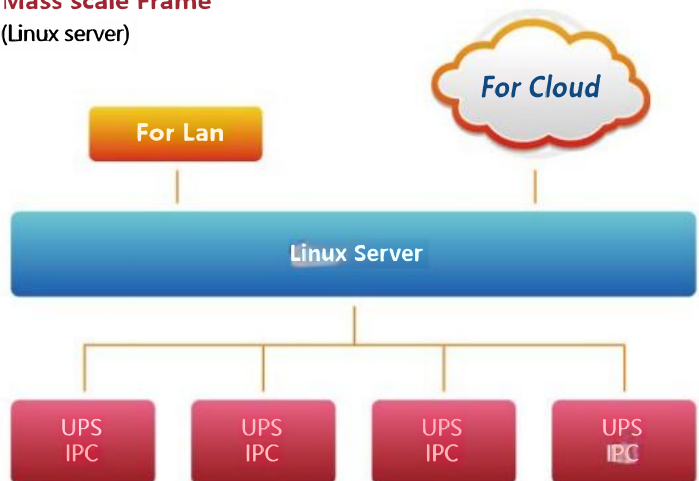 Mass scale Frame
(Linux server)
For Cloud
For Lan
Linux Server
UPS
IPC
UPS
IPC
UPS
IPC
UPS
IPC